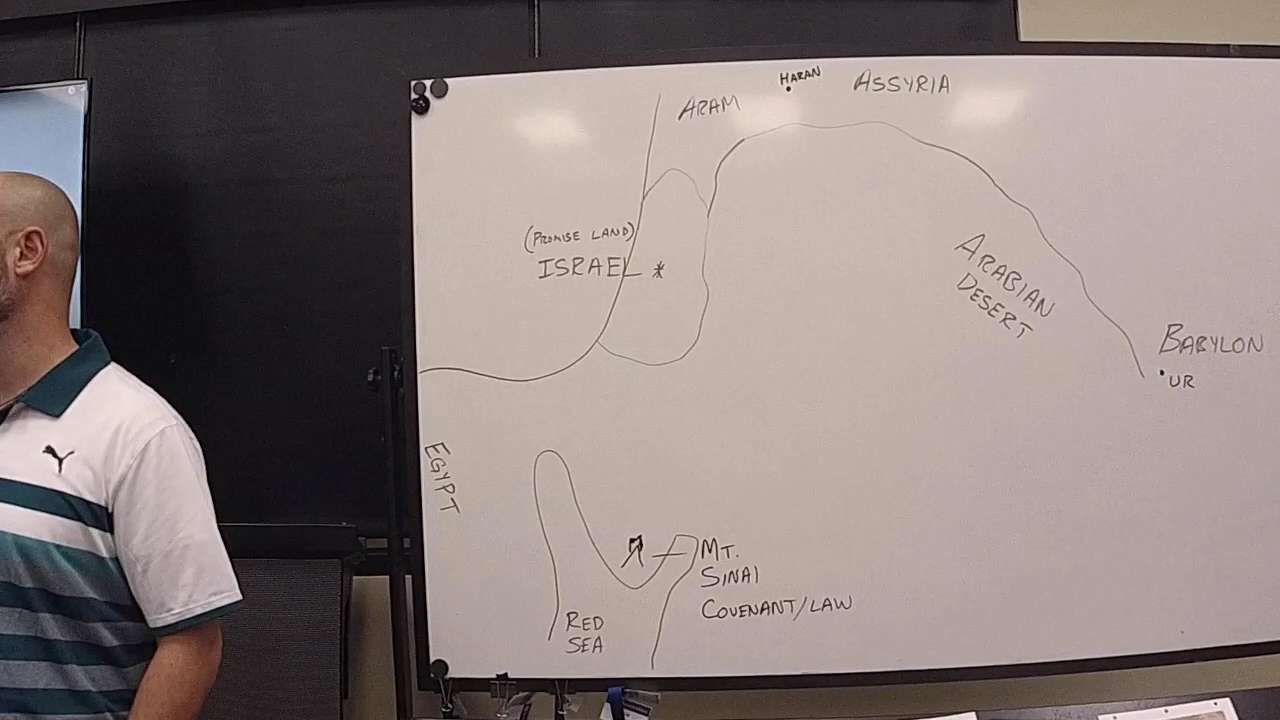 HARAN
ASSYRIA
ARAM
(PROMISE LAND)
ISRAEL *
ARABIAN
DESERT
BABYLON
UR
EGYPT
MT.
SINAI
COVENANT/LAW
RED
SEA